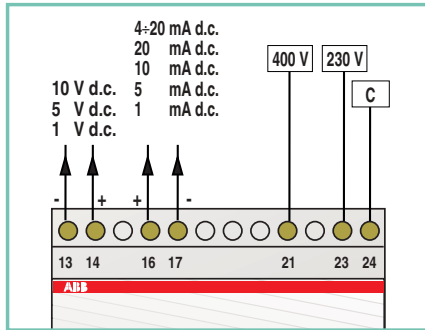 4÷20 mA d.c.
20 mA d.c.
10 mA d.c.
5 mA d.c.
1 mA d.c.
10 V d.c.
5 V d.c.
1 V d.c.
400 V
230 V
C
- + + -
13 14 16 17 21 23 24
ABB